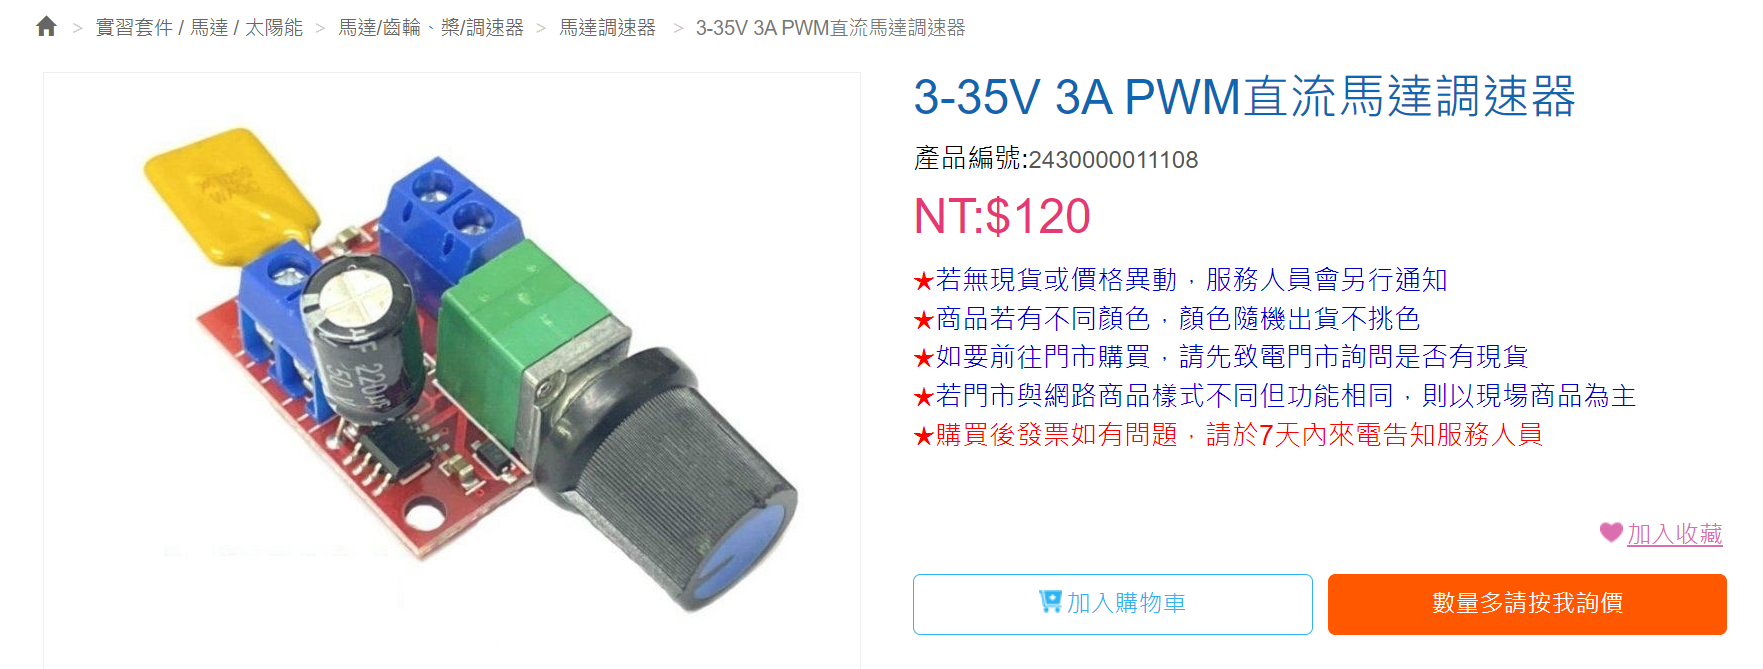 > 實習套件 / 馬達 / 太陽能 > 馬達/齒輪、槳/調速器 > 馬達調速器 > 3-35V 3A PWM直流馬達調速器
3-35V 3A PWM直流馬達調速器
產品編號:2430000011108
NT:$120
★若無現貨或價格異動，服務人員會另行通知
★商品若有不同顏色，顏色隨機出貨不挑色
★如要前往門市購買，請先致電門市詢問是否有現貨
★若門市與網路商品樣式不同但功能相同，則以現場商品為主
★購買後發票如有問題，請於7天內來電告知服務人員
加入收藏
加入購物車
數量多請按我詢價
220µF
50V